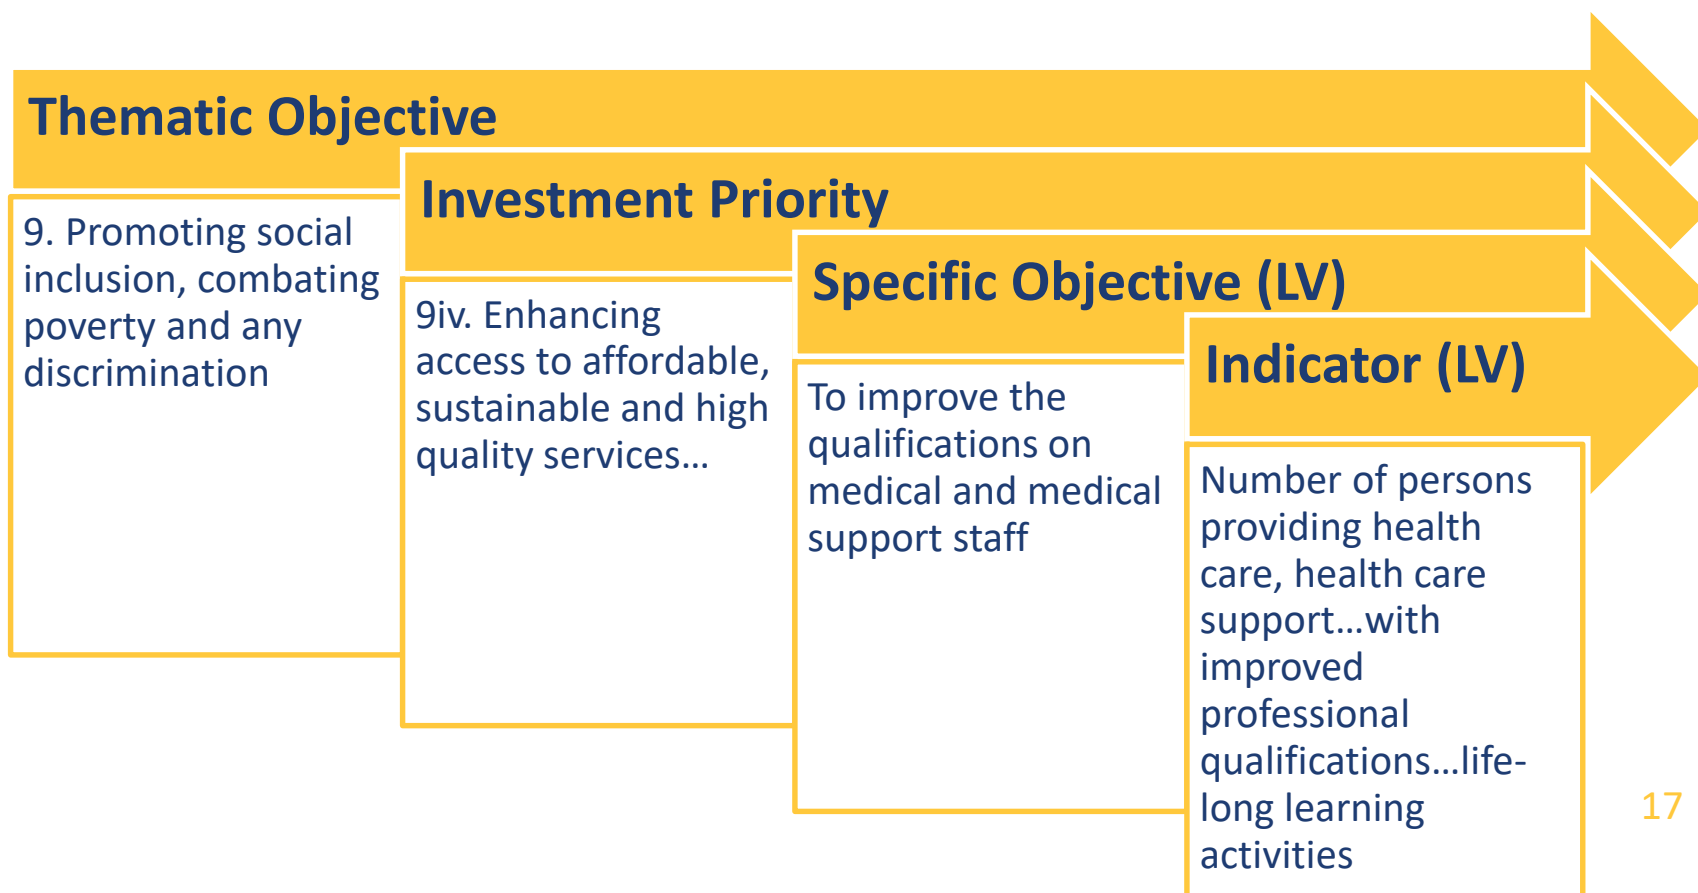 Thematic Objective
9. Promoting social
inclusion, combating
poverty and any
discrimination
Investment Priority
9iv. Enhancing
access to affordable,
sustainable and high
quality services…
Specific Objective (LV)
To improve the
qualifications on
medical and medical
support staff
Indicator (LV)
Number of persons
providing health
care, health care
support…with
improved
professional
qualifications…life-
long learning
activities
17